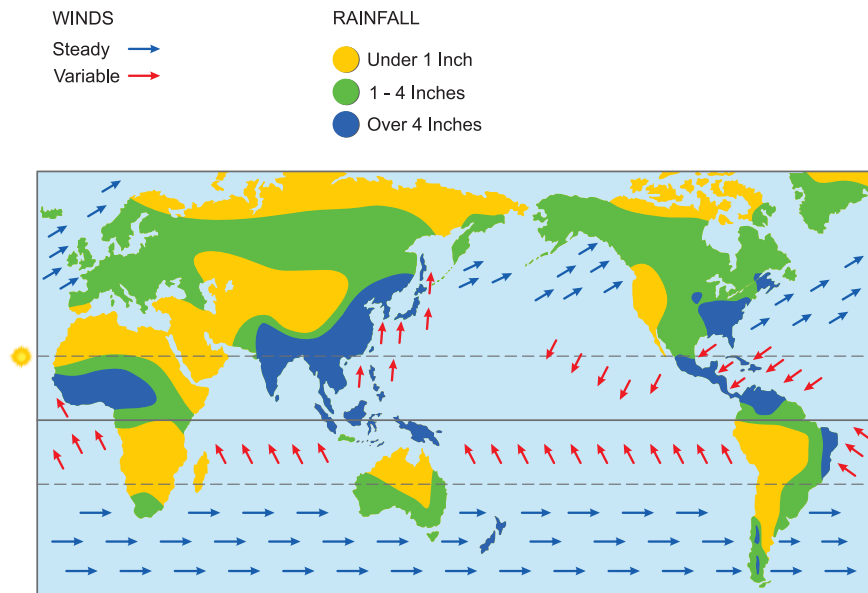 WINDS
Steady
Variable
RAINFALL
Under 1 Inch
1 - 4 Inches
Over 4 Inches